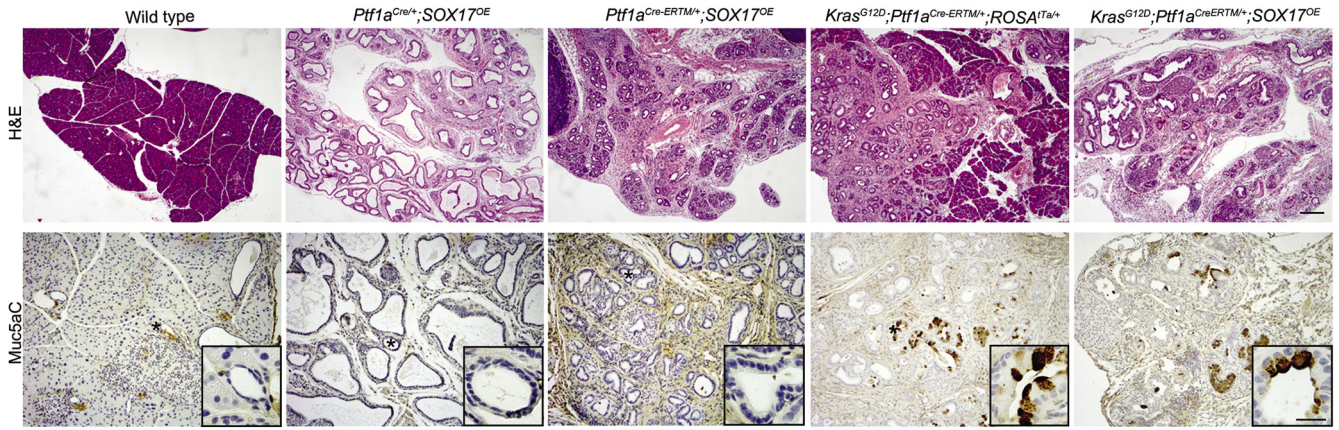 Wild type
Ptf1aCre/+;SOX17OE
Ptf1aCre-ERTM/+;SOX17OE
KrasG12D;Ptf1aCre-ERTM/+;ROSAtTa/+
KrasG12D;Ptf1aCreERTM/+;SOX17OE
H&E
Muc5aC
*
*
*
*